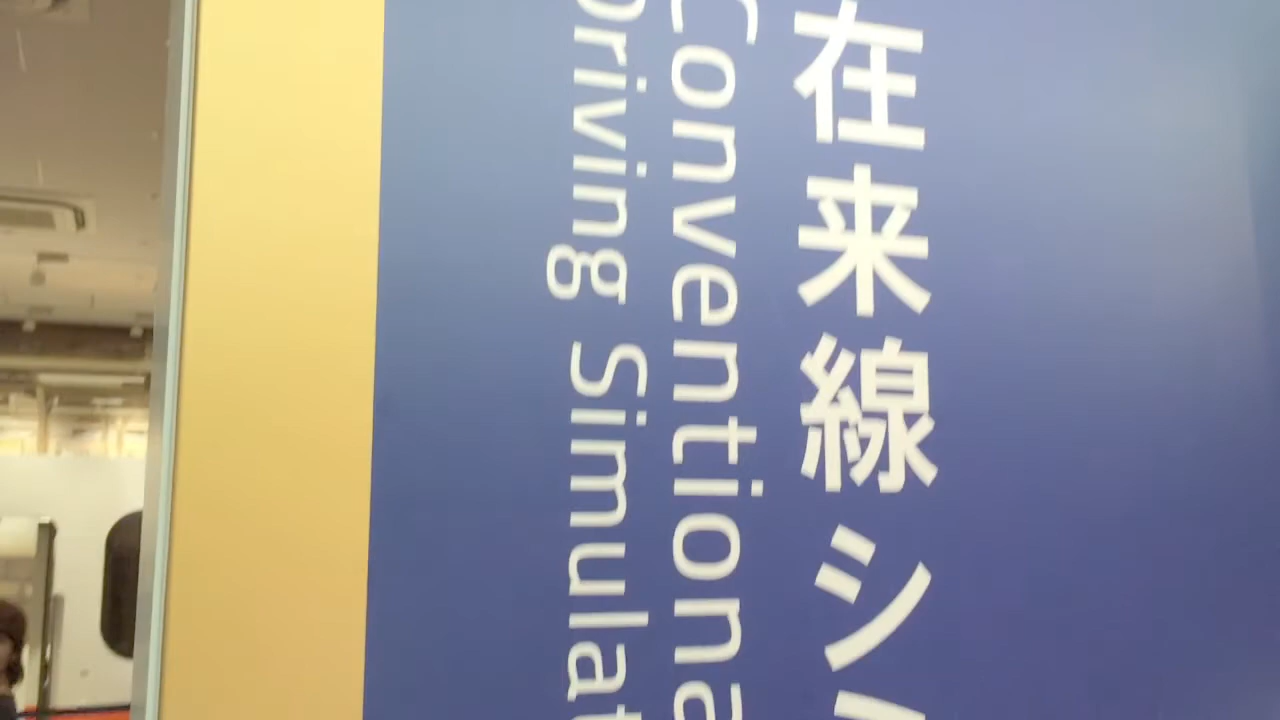 在来線シ
Conventiona
Driving Simulat